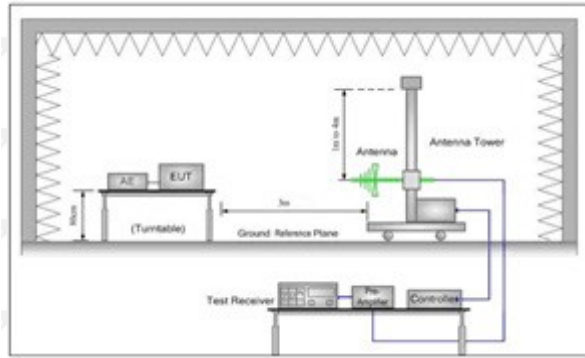 1m to 4m
Antenna
Antenna Tower
AE
EUT
80cm
3m
(Turntable)
Ground Reference Plane
Test Receiver
Pre-
Amplifier
Controller